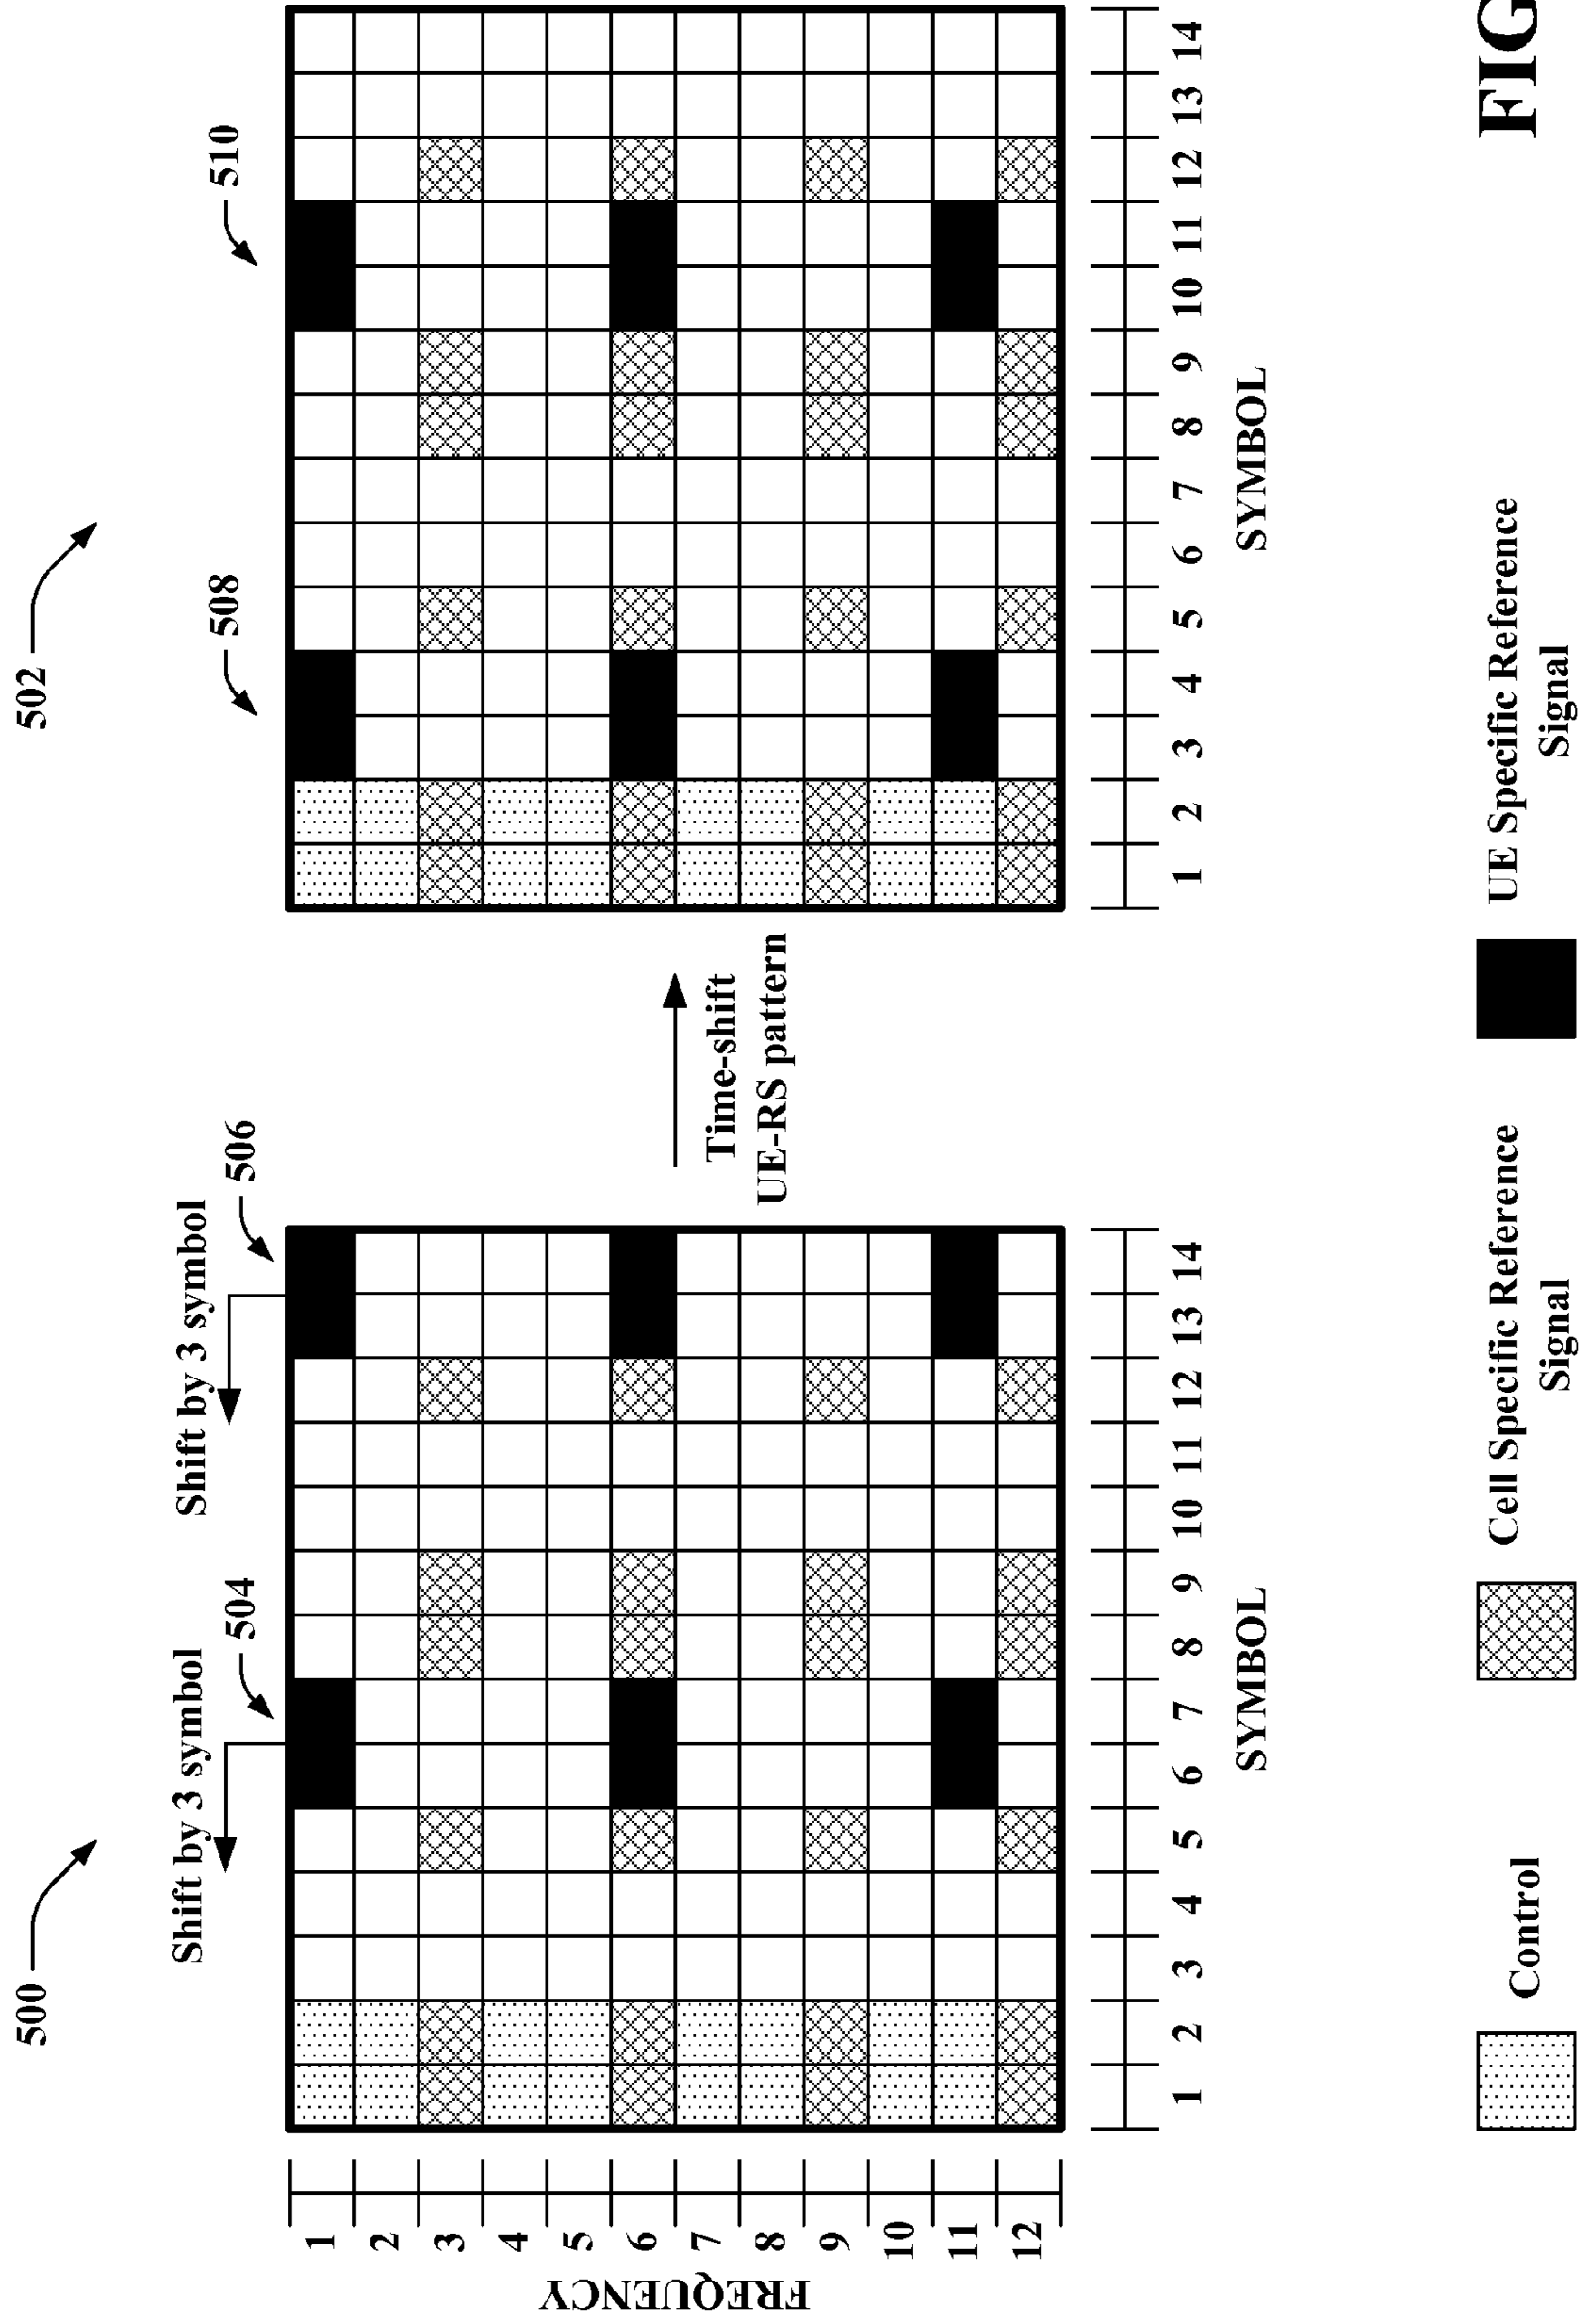 500
502
Shift by 3 symbol
504
Shift by 3 symbol
506
508
510
FREQUENCY
1
2
3
4
5
6
7
8
9
10
11
12
Time-shift
UE-RS pattern
1 2 3 4 5 6 7 8 9 10 11 12 13 14
SYMBOL
1 2 3 4 5 6 7 8 9 10 11 12 13 14
SYMBOL
Control
Cell Specific Reference
Signal
UE Specific Reference
Signal
FIG